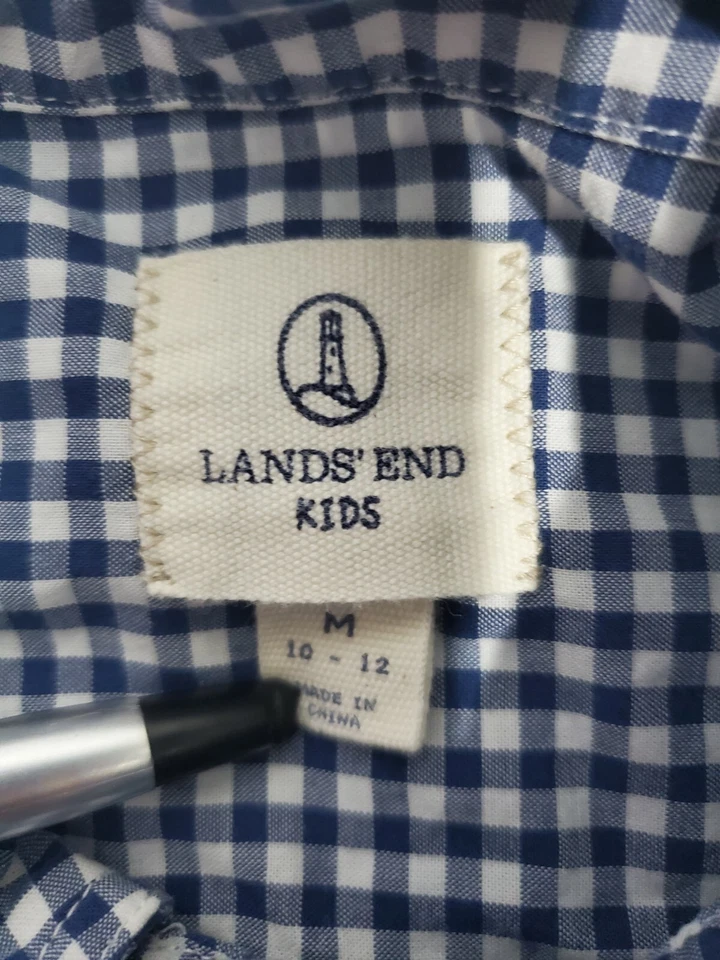 LANDS' END
KIDS
M
10 - 12
MADE IN
CHINA